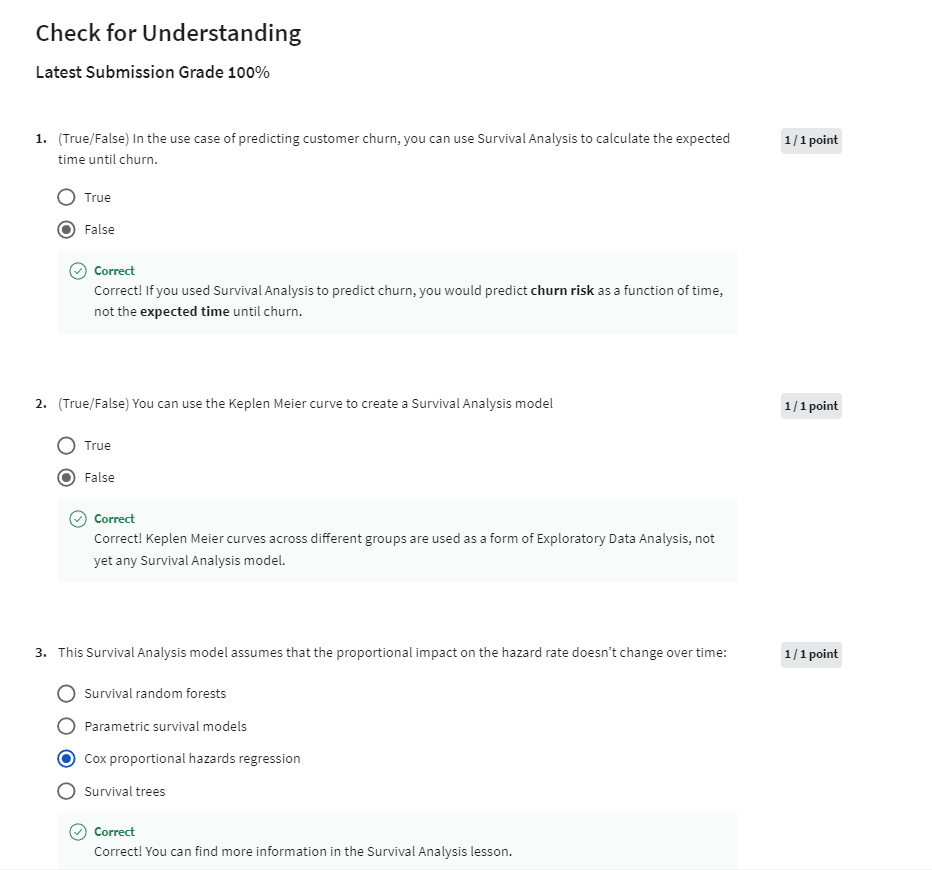 Check for Understanding
Latest Submission Grade 100%
1. (True/False) In the use case of predicting customer churn, you can use Survival Analysis to calculate the expected
time until churn.
1 / 1 point
True
False
Correct
Correct! If you used Survival Analysis to predict churn, you would predict churn risk as a function of time,
not the expected time until churn.
2. (True/False) You can use the Keplen Meier curve to create a Survival Analysis model
1 / 1 point
True
False
Correct
Correct! Keplen Meier curves across different groups are used as a form of Exploratory Data Analysis, not
yet any Survival Analysis model.
3. This Survival Analysis model assumes that the proportional impact on the hazard rate doesn't change over time:
1 / 1 point
Survival random forests
Parametric survival models
Cox proportional hazards regression
Survival trees
Correct
Correct! You can find more information in the Survival Analysis lesson.